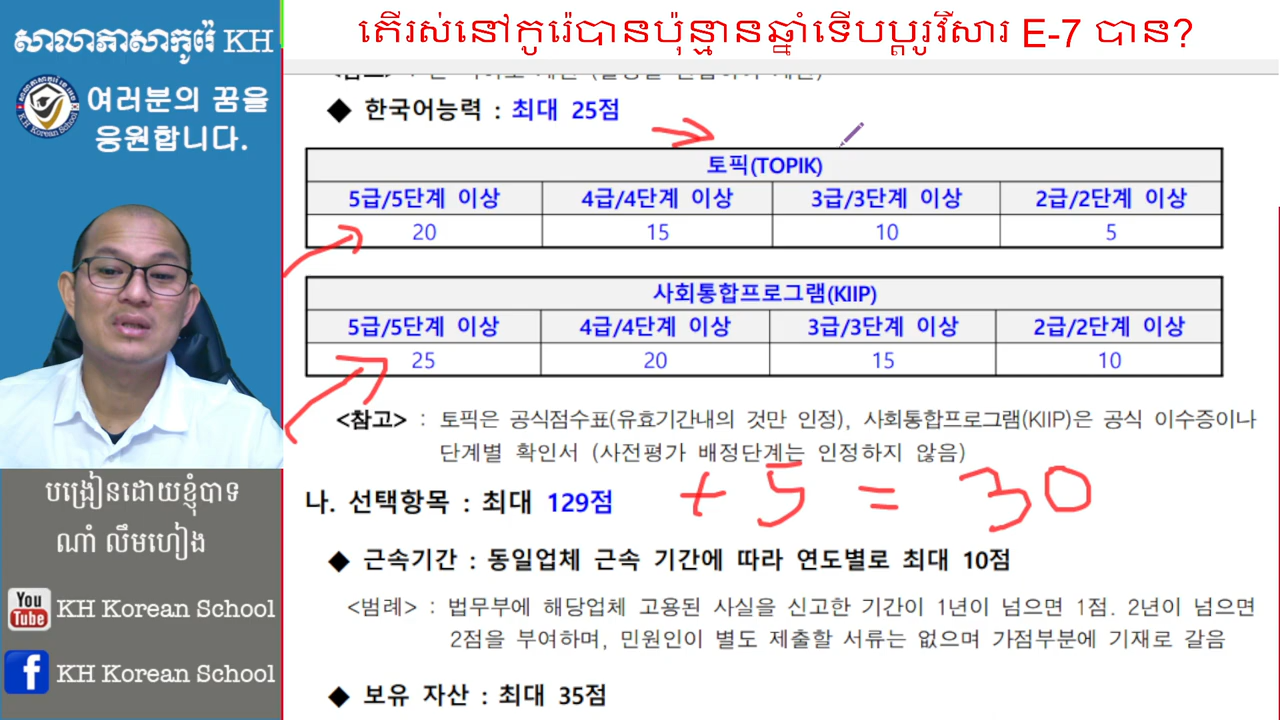 សាលាភាសាកូរ៉េ KH
여러분의 꿈을
응원합니다.
KH Korean School
តើរស់នៅកូរ៉េបានប៉ុន្មានឆ្នាំទើបប្តូរវីសារ E-7 បាន?
◆ 한국어능력 : 최대 25점
토픽(TOPIK)
5급/5단계 이상 4급/4단계 이상 3급/3단계 이상 2급/2단계 이상
20 15 10 5
사회통합프로그램(KIIP)
5급/5단계 이상 4급/4단계 이상 3급/3단계 이상 2급/2단계 이상
25 20 15 10
<참고> : 토픽은 공식점수표(유효기간내의 것만 인정), 사회통합프로그램(KIIP)은 공식 이수증이나
단계별 확인서 (사전평가 배정단계는 인정하지 않음)
+ 5 = 30
나. 선택항목 : 최대 129점
◆ 근속기간 : 동일업체 근속 기간에 따라 연도별로 최대 10점
<범례> : 법무부에 해당업체 고용된 사실을 신고한 기간이 1년이 넘으면 1점. 2년이 넘으면
2점을 부여하며, 민원인이 별도 제출할 서류는 없으며 가점부분에 기재로 갈음
◆ 보유 자산 : 최대 35점
បង្រៀនដោយខ្ញុំបាទ
ណាំ លឹមហៀង
You Tube KH Korean School
f KH Korean School